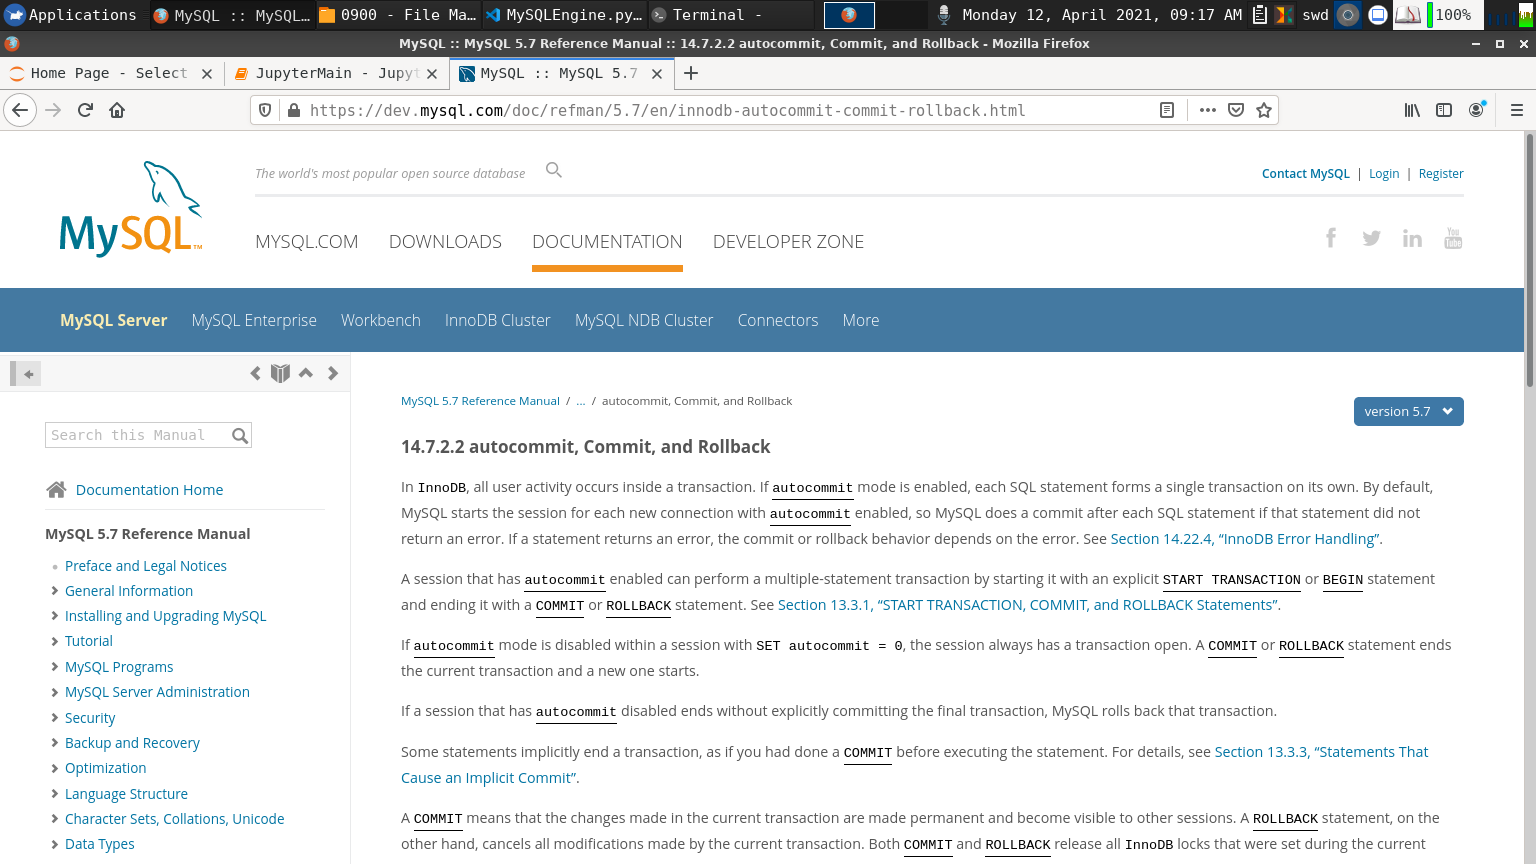 Applications MySQL :: MySQL... 0900 - File Ma... MySQLEngine.py... Terminal - Monday 12, April 2021, 09:17 AM swd 100%
MySQL :: MySQL 5.7 Reference Manual :: 14.7.2.2 autocommit, Commit, and Rollback - Mozilla Firefox
Home Page - Select JupyterMain - Jupyt MySQL :: MySQL 5.7
https://dev.mysql.com/doc/refman/5.7/en/innodb-autocommit-commit-rollback.html
The world's most popular open source database
Contact MySQL | Login | Register
MySQL™
MYSQL.COM DOWNLOADS DOCUMENTATION DEVELOPER ZONE
You Tube
MySQL Server MySQL Enterprise Workbench InnoDB Cluster MySQL NDB Cluster Connectors More
Search this Manual
Documentation Home
MySQL 5.7 Reference Manual
Preface and Legal Notices
General Information
Installing and Upgrading MySQL
Tutorial
MySQL Programs
MySQL Server Administration
Security
Backup and Recovery
Optimization
Language Structure
Character Sets, Collations, Unicode
Data Types
MySQL 5.7 Reference Manual / ... / autocommit, Commit, and Rollback
version 5.7
14.7.2.2 autocommit, Commit, and Rollback
In InnoDB, all user activity occurs inside a transaction. If autocommit mode is enabled, each SQL statement forms a single transaction on its own. By default,
MySQL starts the session for each new connection with autocommit enabled, so MySQL does a commit after each SQL statement if that statement did not
return an error. If a statement returns an error, the commit or rollback behavior depends on the error. See Section 14.22.4, “InnoDB Error Handling”.
A session that has autocommit enabled can perform a multiple-statement transaction by starting it with an explicit START TRANSACTION or BEGIN statement
and ending it with a COMMIT or ROLLBACK statement. See Section 13.3.1, “START TRANSACTION, COMMIT, and ROLLBACK Statements”.
If autocommit mode is disabled within a session with SET autocommit = 0, the session always has a transaction open. A COMMIT or ROLLBACK statement ends
the current transaction and a new one starts.
If a session that has autocommit disabled ends without explicitly committing the final transaction, MySQL rolls back that transaction.
Some statements implicitly end a transaction, as if you had done a COMMIT before executing the statement. For details, see Section 13.3.3, “Statements That
Cause an Implicit Commit”.
A COMMIT means that the changes made in the current transaction are made permanent and become visible to other sessions. A ROLLBACK statement, on the
other hand, cancels all modifications made by the current transaction. Both COMMIT and ROLLBACK release all InnoDB locks that were set during the current